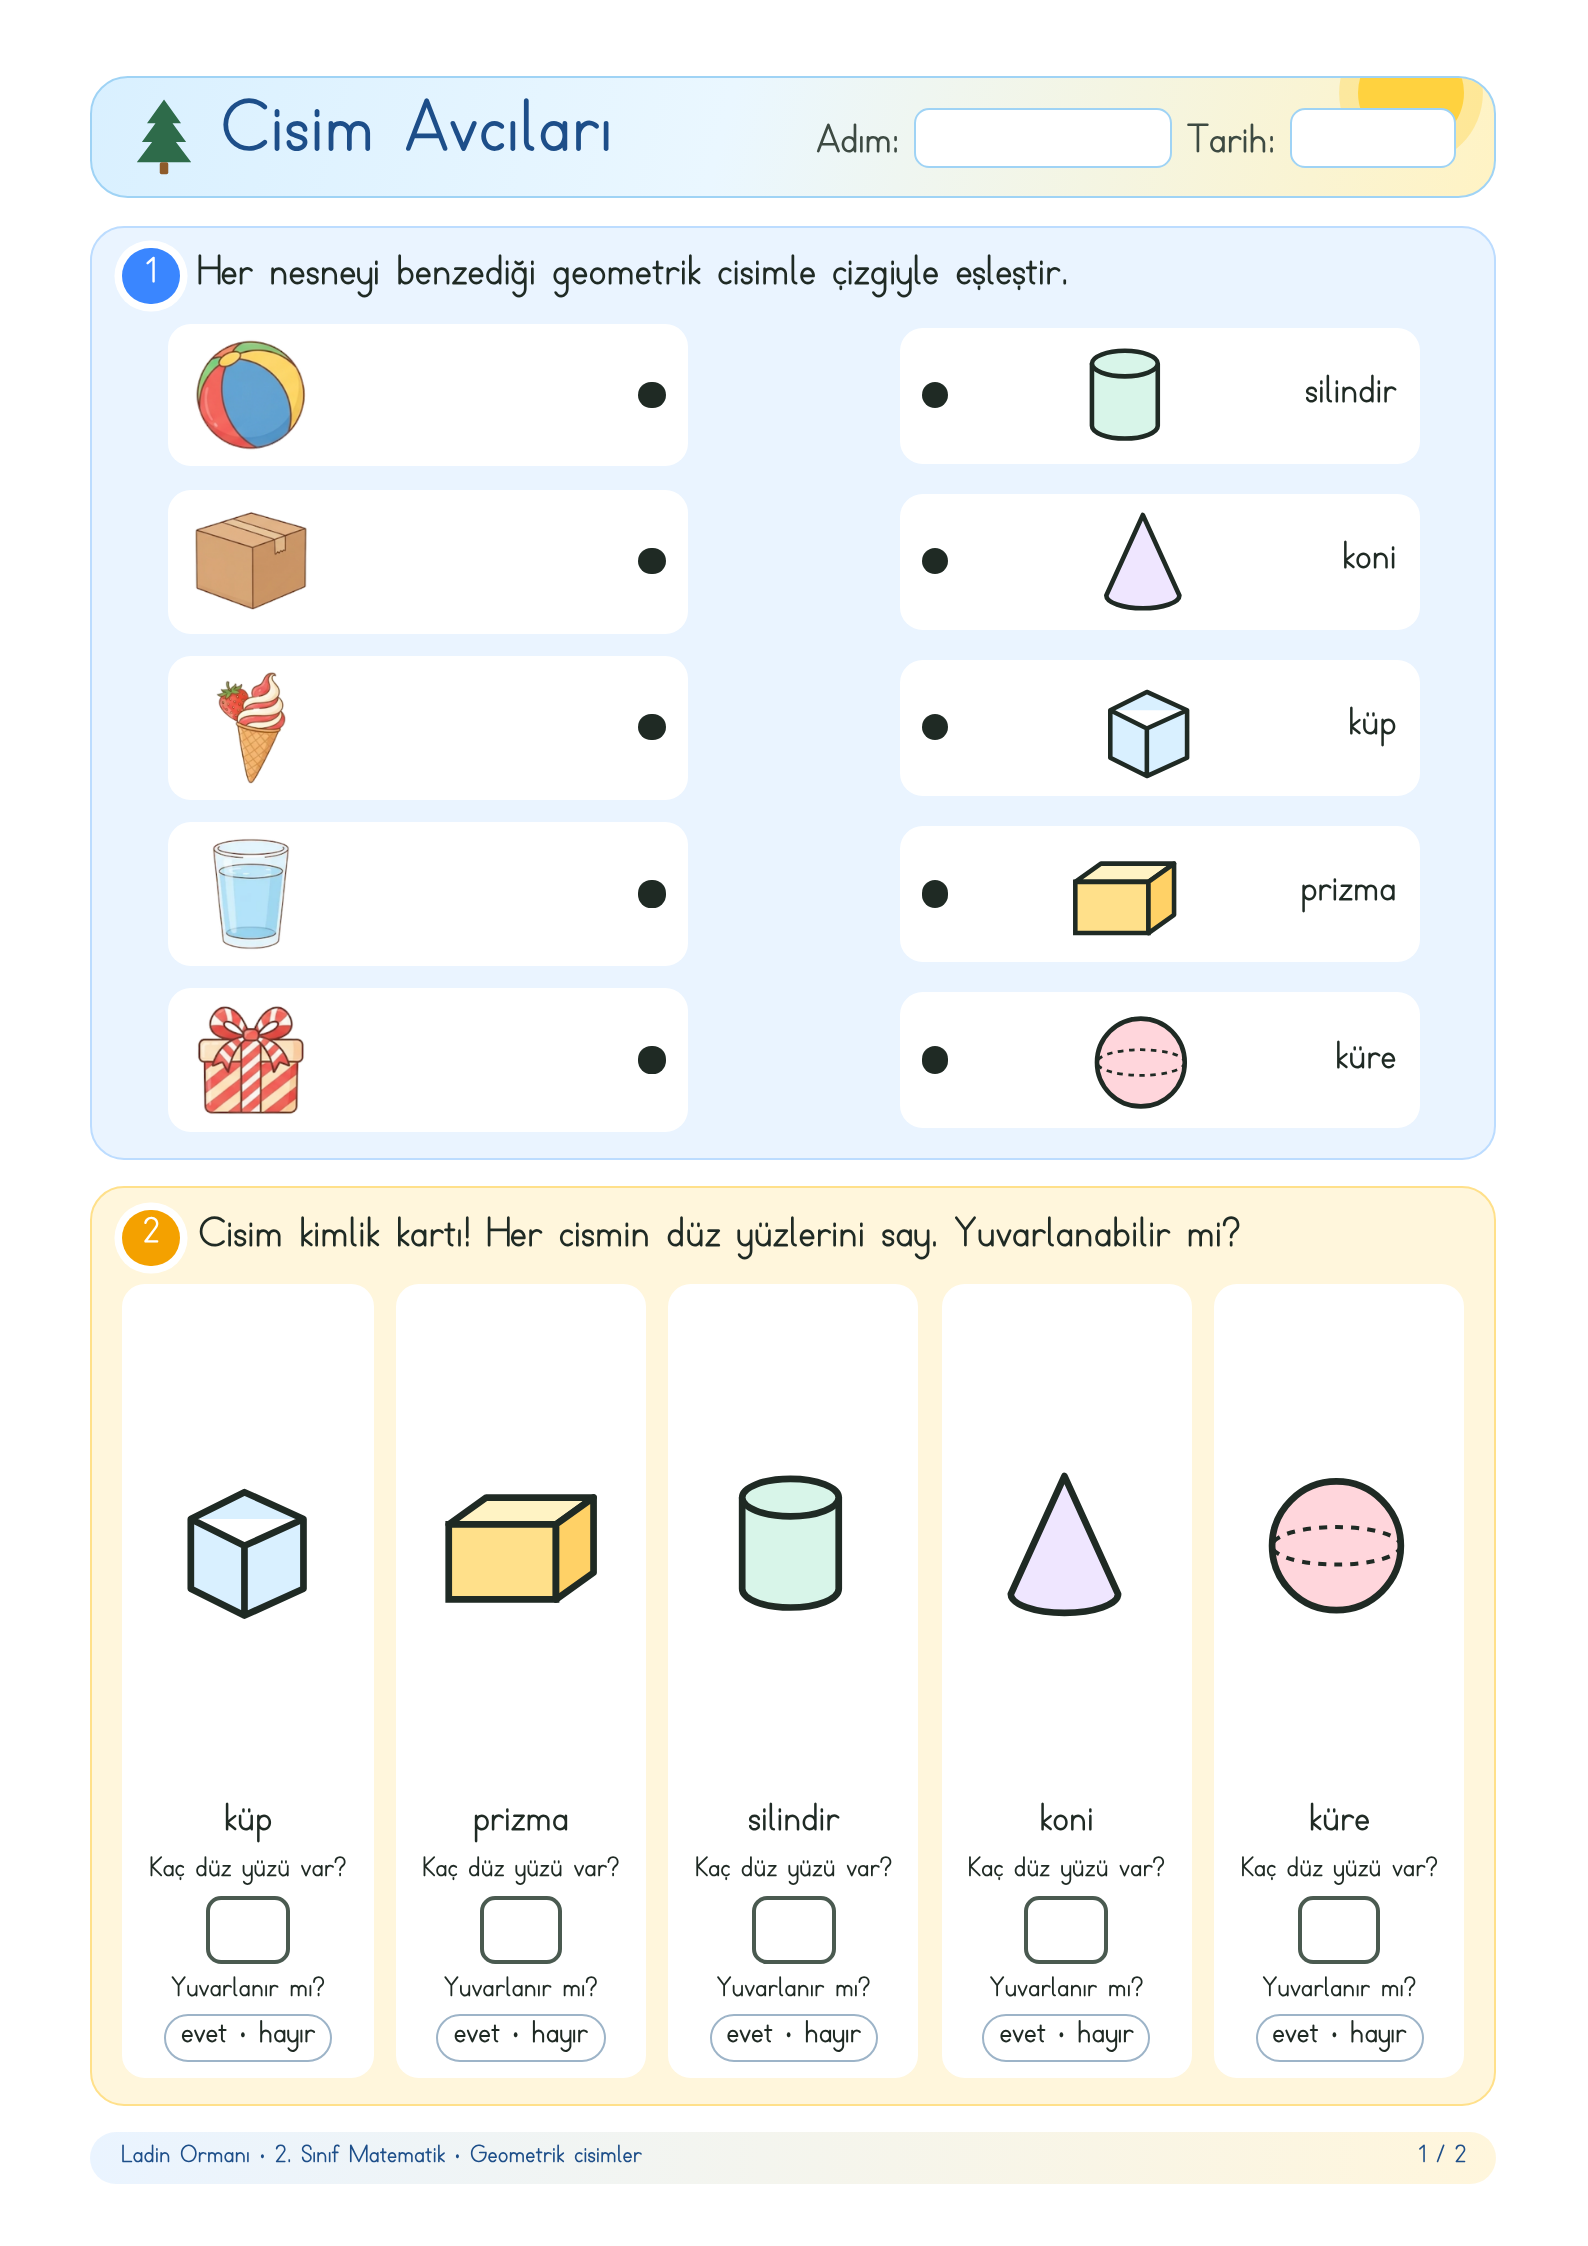 Cisim Avcıları
Adım:
Tarih:
1 Her nesneyi benzediği geometrik cisimle çizgiyle eşleştir.
silindir
koni
küp
prizma
küre
2 Cisim kimlik kartı! Her cismin düz yüzlerini say. Yuvarlanabilir mi?
küp
Kaç düz yüzü var?
Yuvarlanır mı?
evet · hayır
prizma
Kaç düz yüzü var?
Yuvarlanır mı?
evet · hayır
silindir
Kaç düz yüzü var?
Yuvarlanır mı?
evet · hayır
koni
Kaç düz yüzü var?
Yuvarlanır mı?
evet · hayır
küre
Kaç düz yüzü var?
Yuvarlanır mı?
evet · hayır
Ladin Ormanı · 2. Sınıf Matematik · Geometrik cisimler
1 / 2